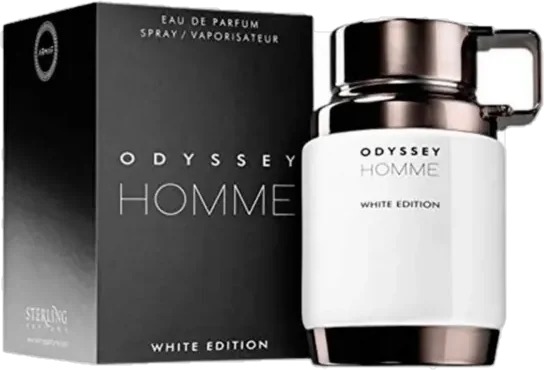 EAU DE PARFUM
SPRAY / VAPORISATEUR
ODYSSEY
HOMME
WHITE EDITION
STERLING
ODYSSEY
HOMME
WHITE EDITION